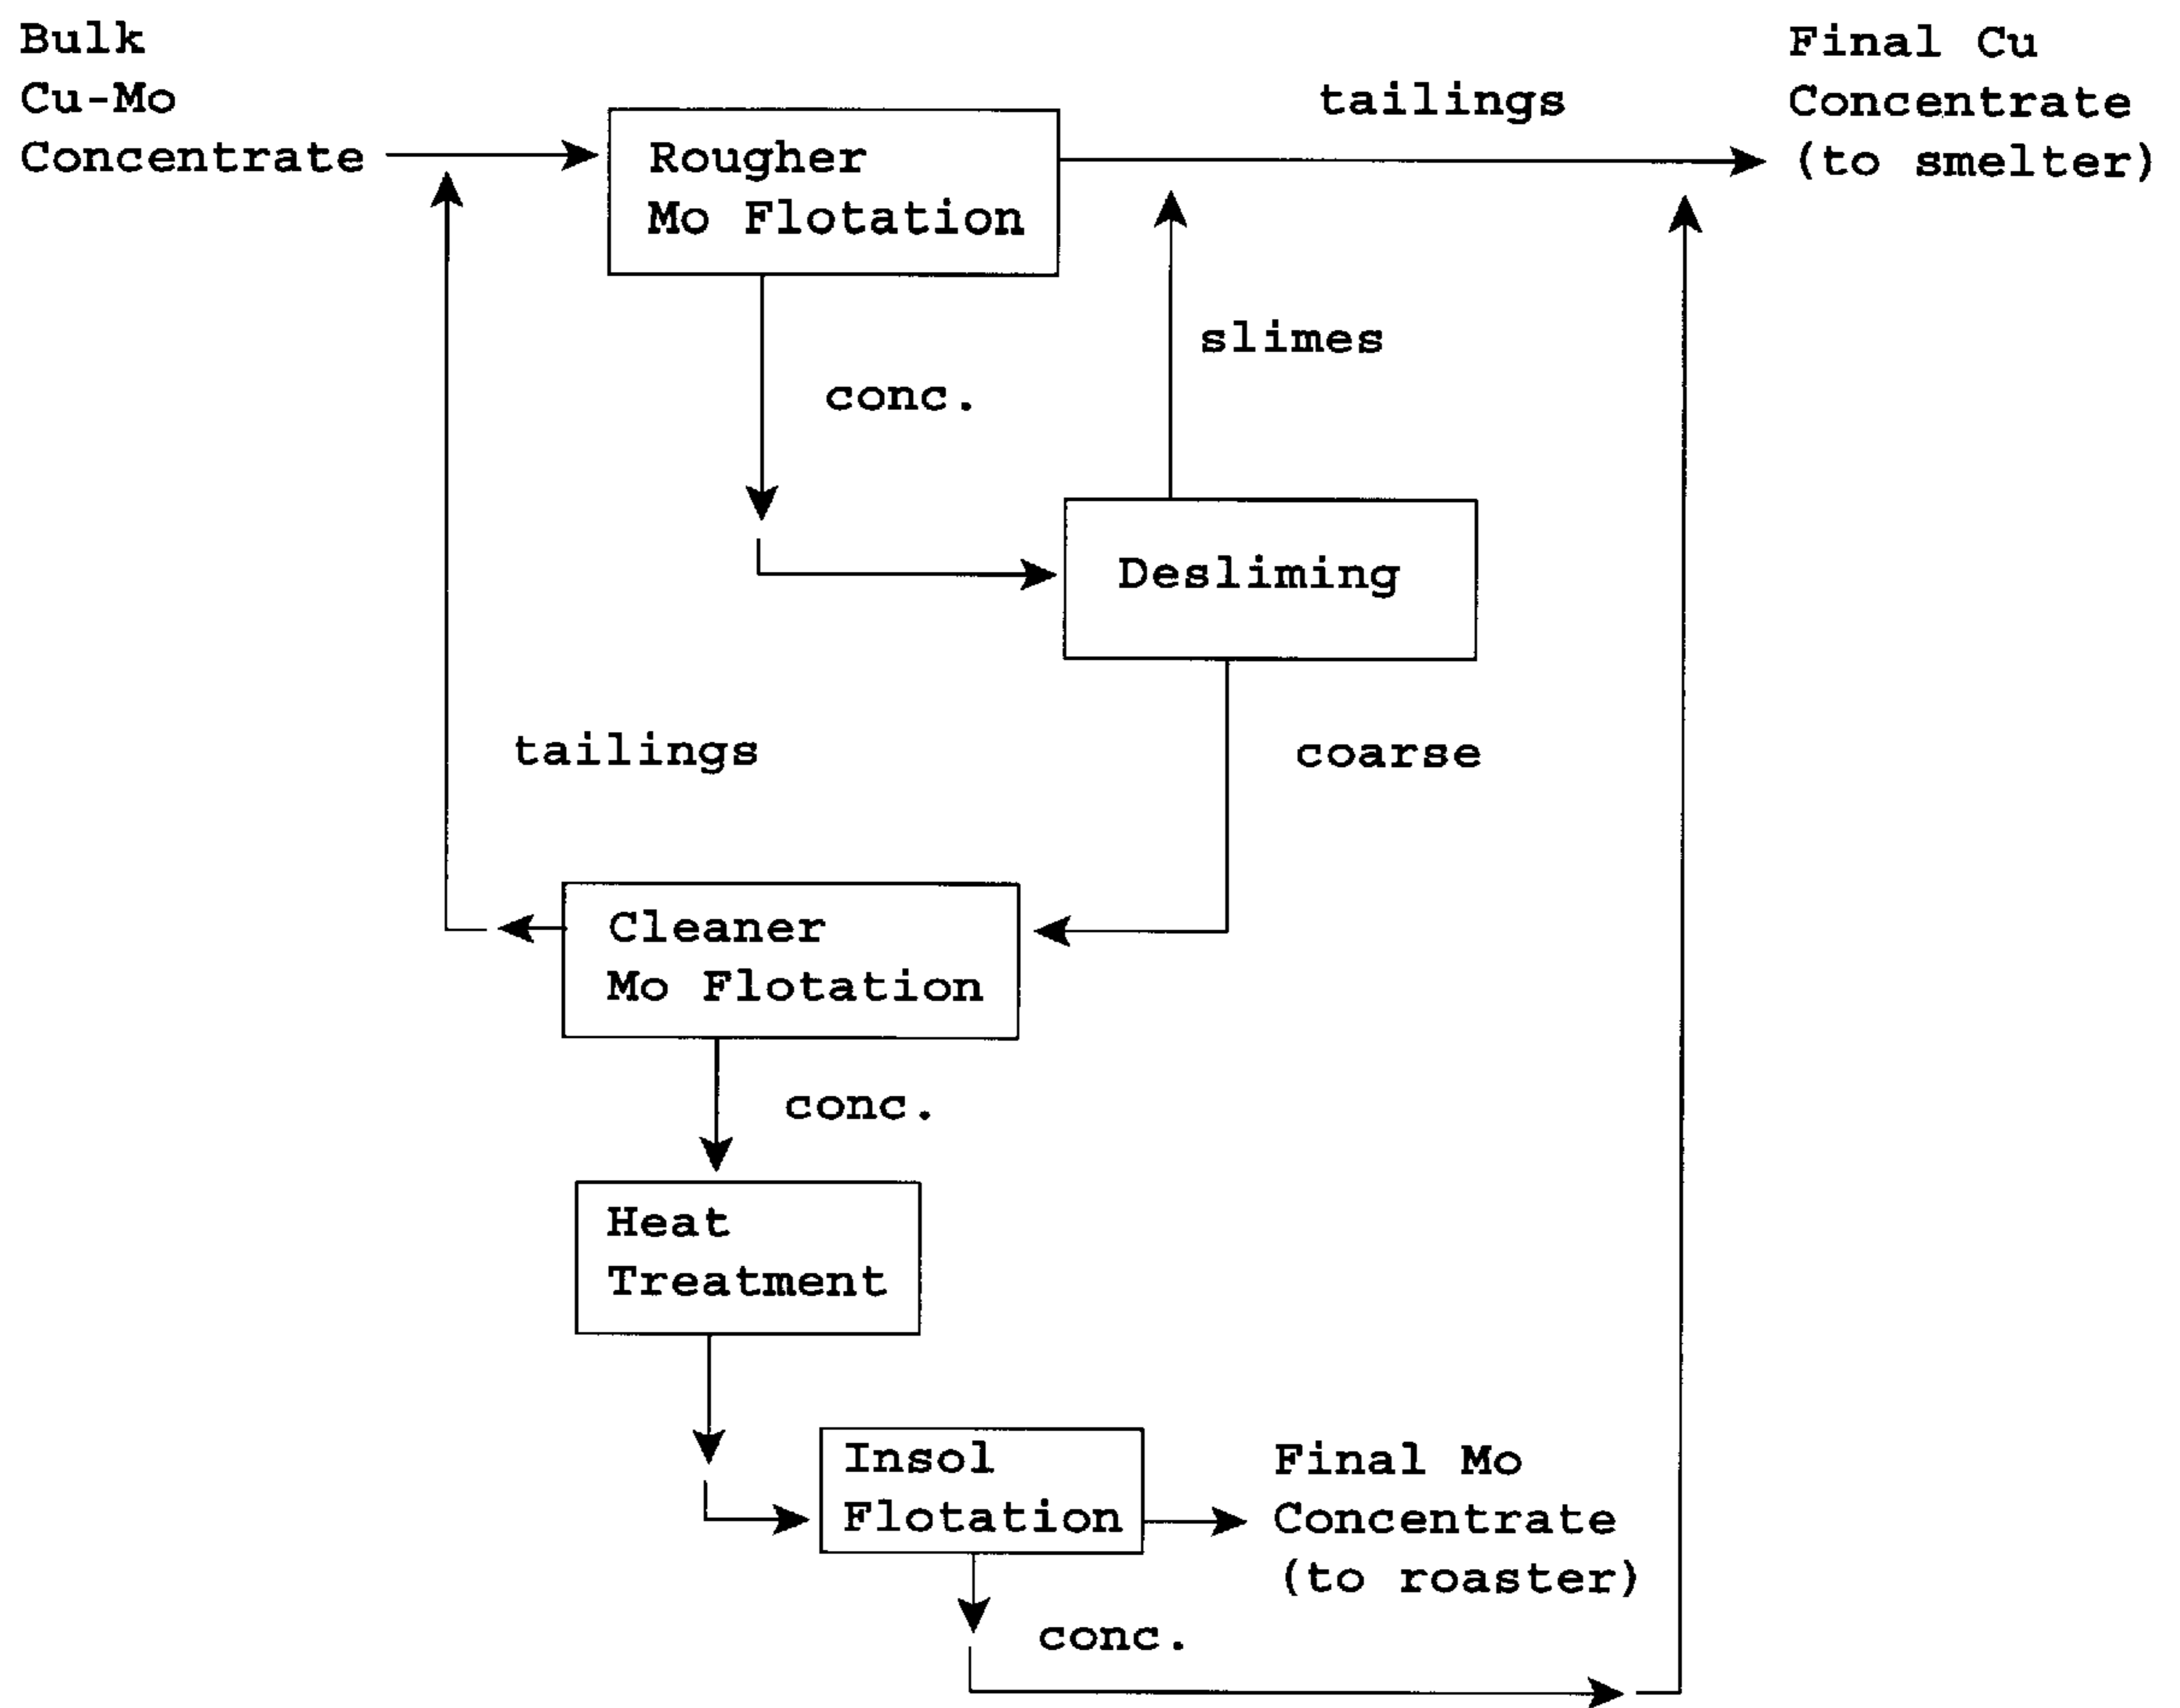 Bulk
Cu-Mo
Concentrate
Rougher
Mo Flotation
tailings
Final Cu
Concentrate
(to smelter)
slimes
conc.
Desliming
tailings
coarse
Cleaner
Mo Flotation
conc.
Heat
Treatment
Insol
Flotation
Final Mo
Concentrate
(to roaster)
conc.